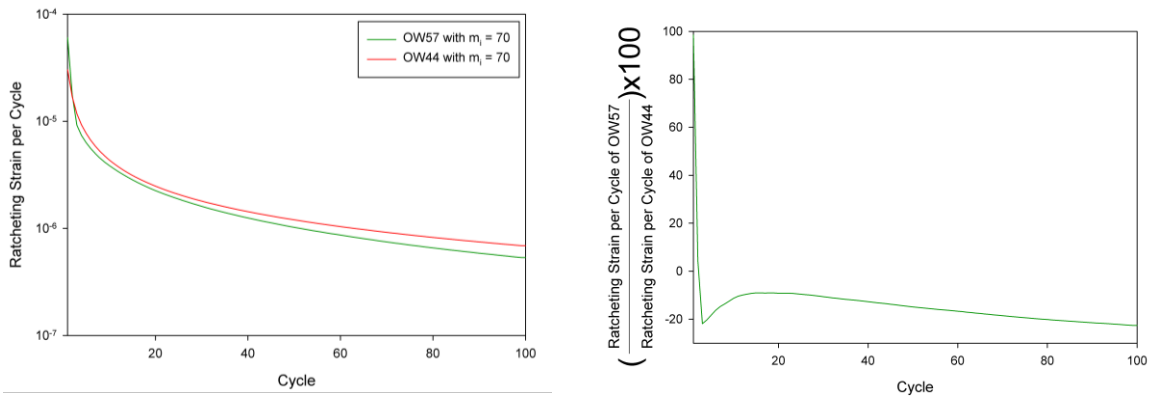 10⁻⁴
10⁻⁵
10⁻⁶
10⁻⁷
Ratcheting Strain per Cycle
OW57 with mᵢ = 70
OW44 with mᵢ = 70
20 40 60 80 100
Cycle
(Ratcheting Strain per Cycle of OW57
Ratcheting Strain per Cycle of OW44)x100
100
80
60
40
20
0
-20
20 40 60 80 100
Cycle